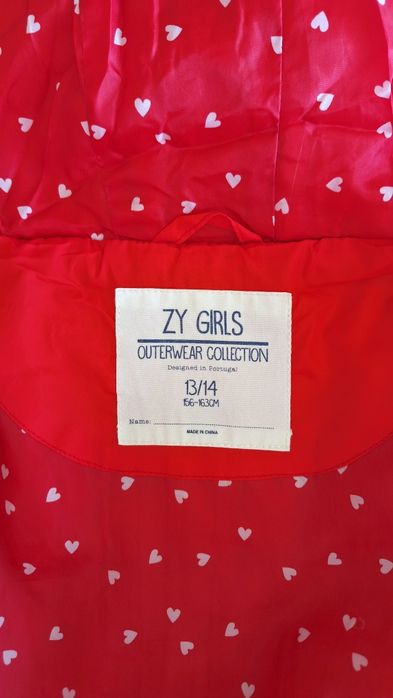 ZY GIRLS
OUTERWEAR COLLECTION
Designed in Portugal
13/14
156-163CM
Name:
MADE IN CHINA